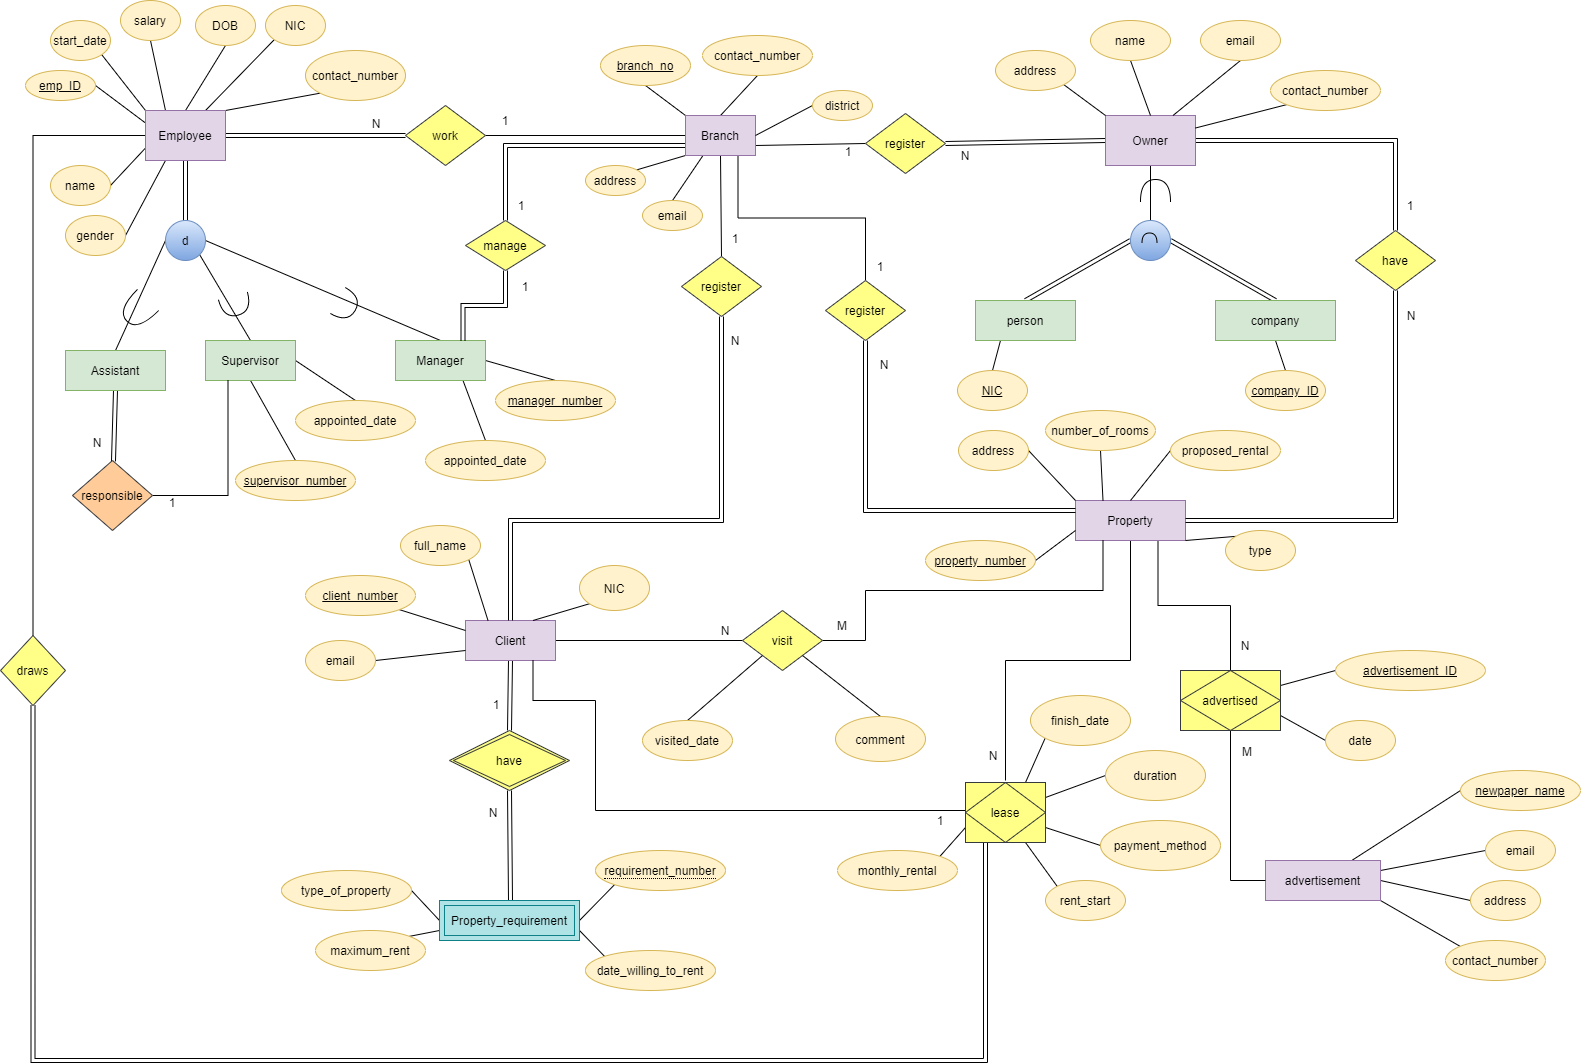 salary
DOB
NIC
start_date
contact_number
emp_ID
Employee
name
gender
d
N
work
1
branch_no
contact_number
district
Branch
address
email
1
register
N
address
name
email
contact_number
Owner
1
manage
1
1
register
N
1
register
N
∩
person
company
NIC
company_ID
1
have
N
Assistant
Supervisor
Manager
manager_number
appointed_date
appointed_date
supervisor_number
N
responsible
1
address
number_of_rooms
proposed_rental
Property
property_number
type
full_name
client_number
NIC
Client
email
N
visit
M
visited_date
comment
draws
1
have
N
N
advertised
advertisement_ID
date
M
finish_date
N
duration
lease
1
payment_method
monthly_rental
rent_start
newpaper_name
email
advertisement
address
contact_number
type_of_property
requirement_number
Property_requirement
maximum_rent
date_willing_to_rent